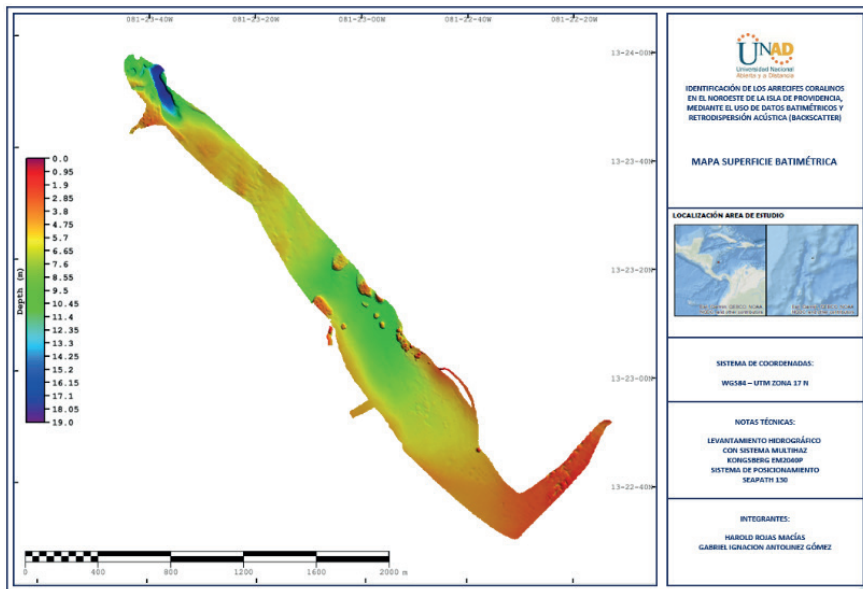 081-23-40W
081-23-20W
081-23-00W
081-22-40W
081-22-20W
13-24-00N
13-23-40N
13-23-20N
13-23-00N
13-22-40N
Depth (m)
0.0
0.95
1.9
2.85
3.8
4.75
5.7
6.65
7.6
8.55
9.5
10.45
11.4
12.35
13.3
14.25
15.2
16.15
17.1
18.05
19.0
0
400
800
1200
1600
2000 m
UNAD
Universidad Nacional
Abierta y a Distancia
IDENTIFICACIÓN DE LOS ARRECIFES CORALINOS
EN EL NOROESTE DE LA ISLA DE PROVIDENCIA,
MEDIANTE EL USO DE DATOS BATIMÉTRICOS Y
RETRODISPERSIÓN ACÚSTICA (BACKSCATTER)
MAPA SUPERFICIE BATIMÉTRICA
LOCALIZACIÓN AREA DE ESTUDIO
SISTEMA DE COORDENADAS:
WGS84 – UTM ZONA 17 N
NOTAS TÉCNICAS:
LEVANTAMIENTO HIDROGRÁFICO
CON SISTEMA MULTIHAZ
KONGSBERG EM2040P
SISTEMA DE POSICIONAMIENTO
SEAPATH 130
INTEGRANTES:
HAROLD ROJAS MACÍAS
GABRIEL IGNACION ANTOLINEZ GÓMEZ